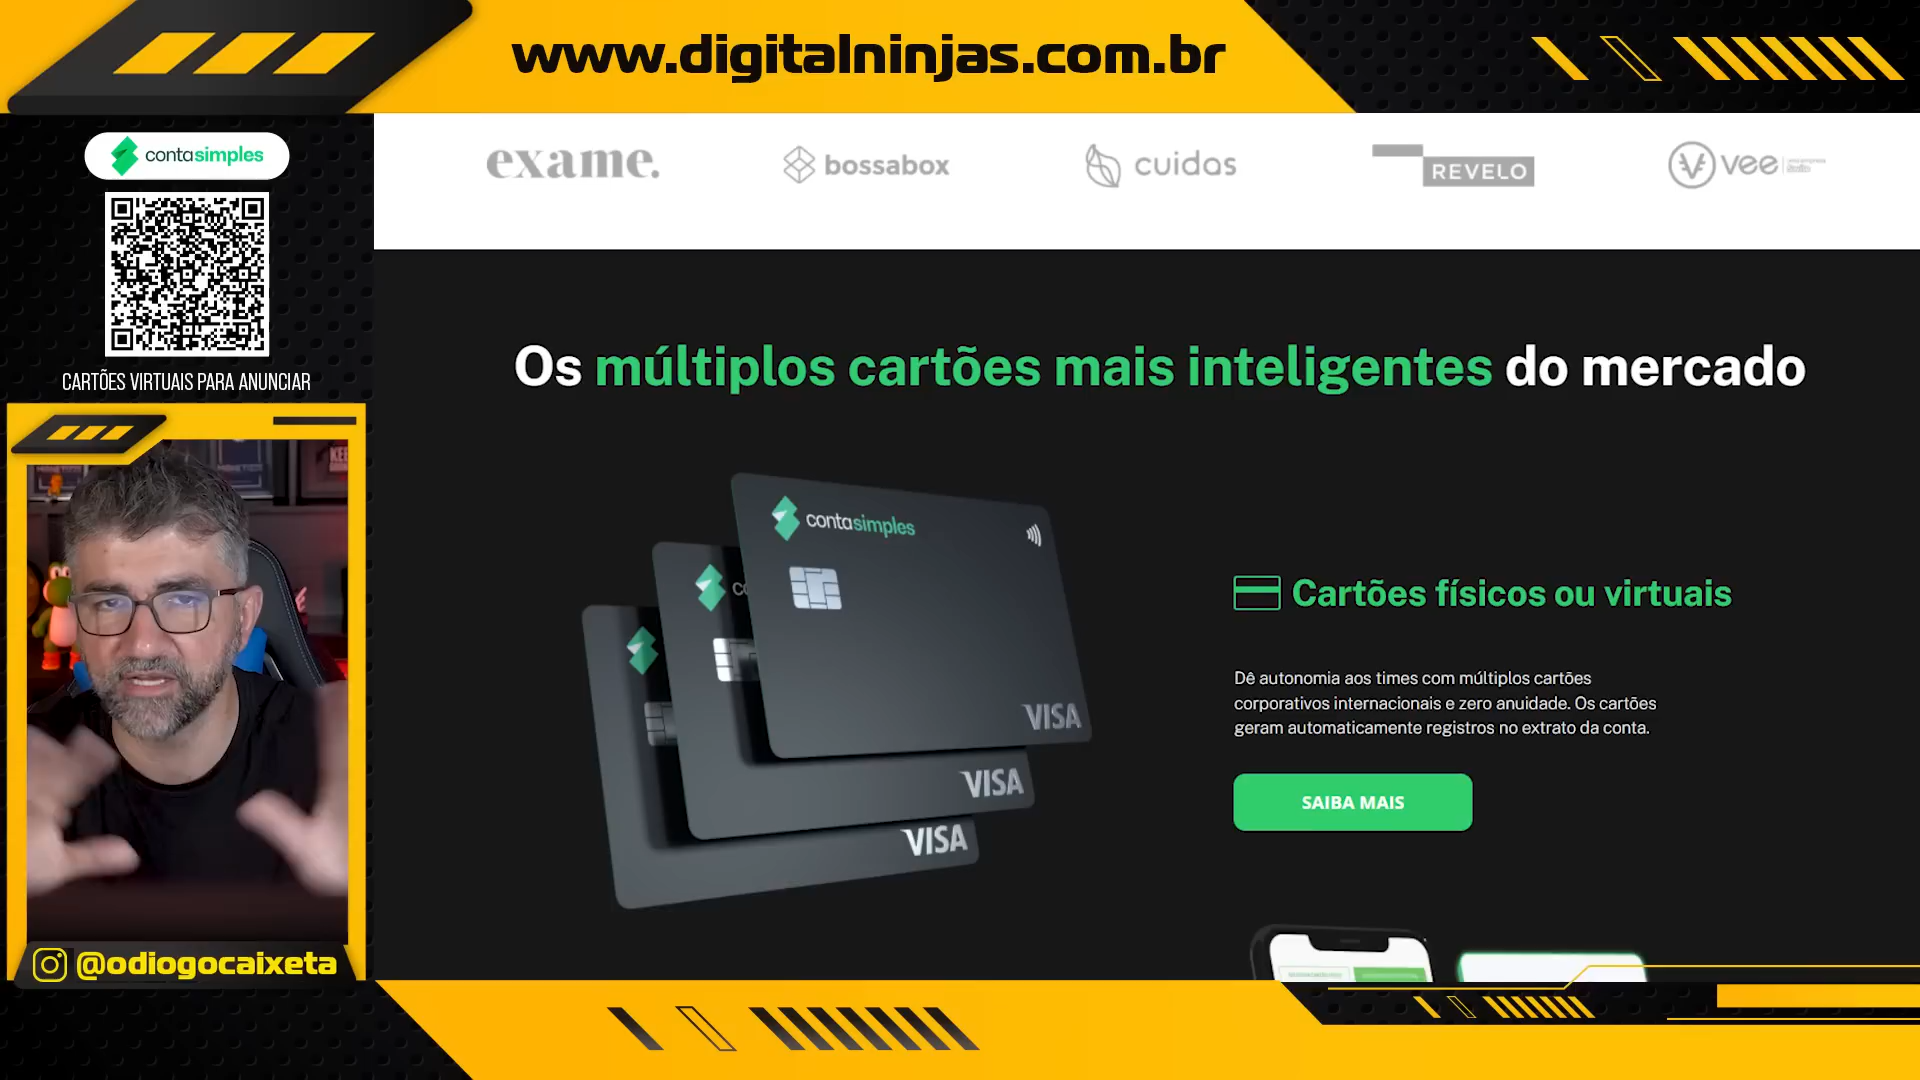 www.digitalninjas.com.br
contasimples
CARTÕES VIRTUAIS PARA ANUNCIAR
@odiogocaixeta
exame.
bossabox
cuidas
REVELO
vee
Os múltiplos cartões mais inteligentes do mercado
contasimples
VISA
VISA
VISA
Cartões físicos ou virtuais
Dê autonomia aos times com múltiplos cartões
corporativos internacionais e zero anuidade. Os cartões
geram automaticamente registros no extrato da conta.
SAIBA MAIS